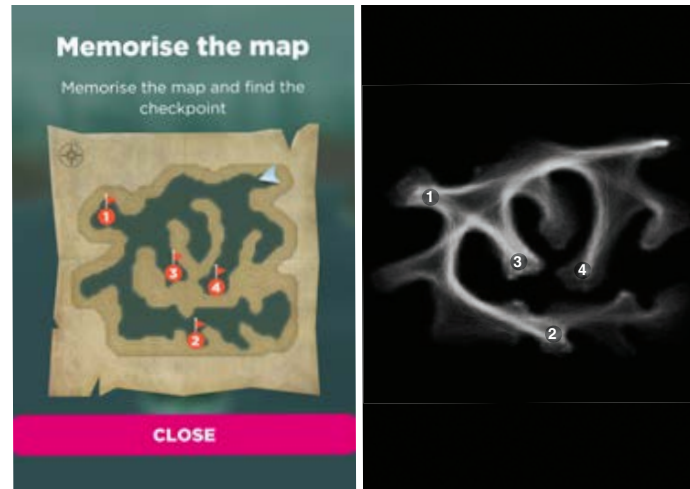 Memorise the map
Memorise the map and find the
checkpoint
1
3
4
2
CLOSE
1
3
4
2